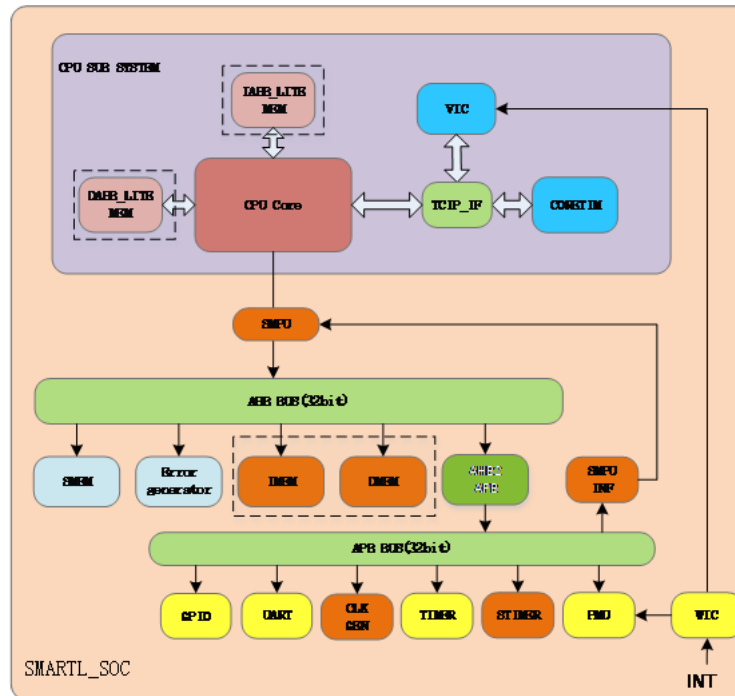 CPU SUB SYSTEM
IAHB_LITE
MEM
VIC
DAHB_LITE
MEM
CPU Core
TCIP_IF
CORETIM
SMPU
AHB BUS(32bit)
SMEM
Error
generator
IMEM
DMEM
AHB2
APB
SMPU
INF
APB BUS(32bit)
GPIO
UART
CLK
GEN
TIMER
STIMER
PMU
WIC
SMARTL_SOC
INT